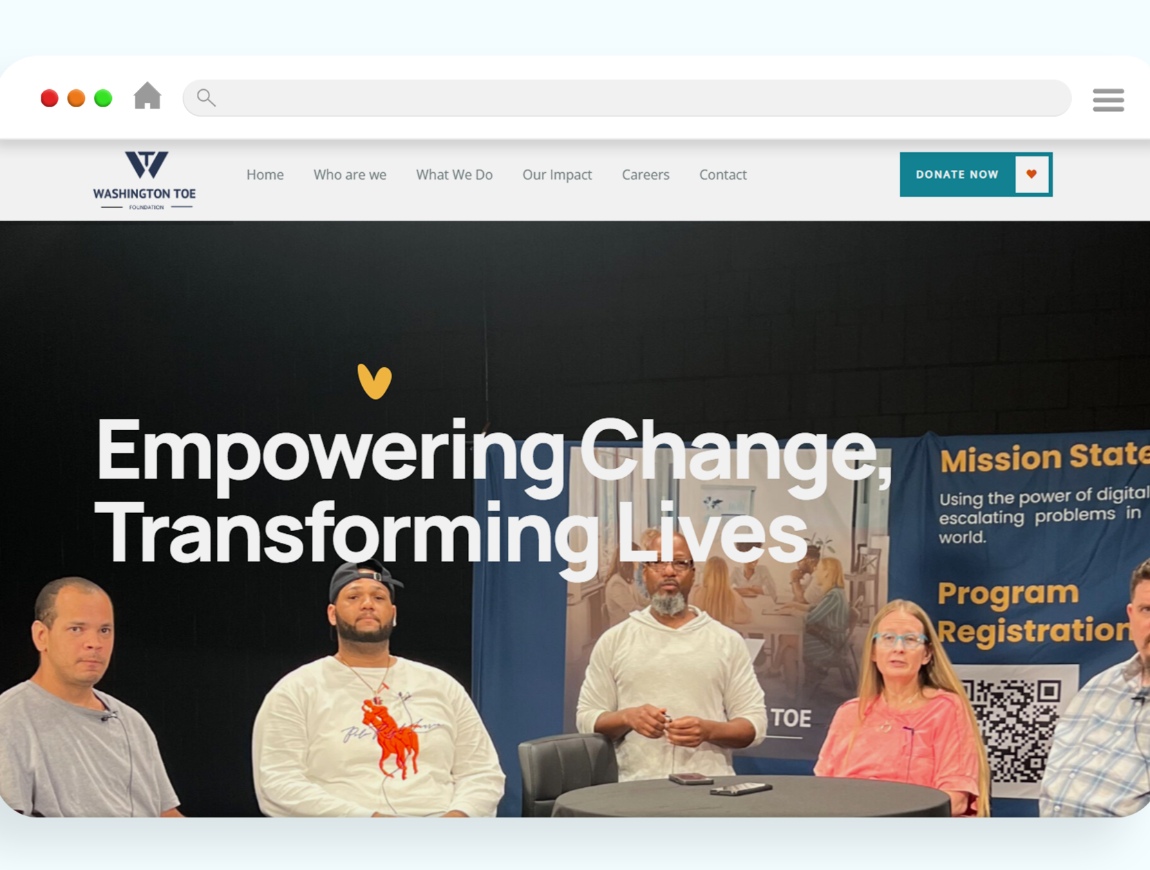 WASHINGTON TOE
FOUNDATION
Home Who are we What We Do Our Impact Careers Contact
DONATE NOW
Empowering Change,
Transforming Lives
Mission State
Using the power of digital
escalating problems in
world.
Program
Registration
TOE